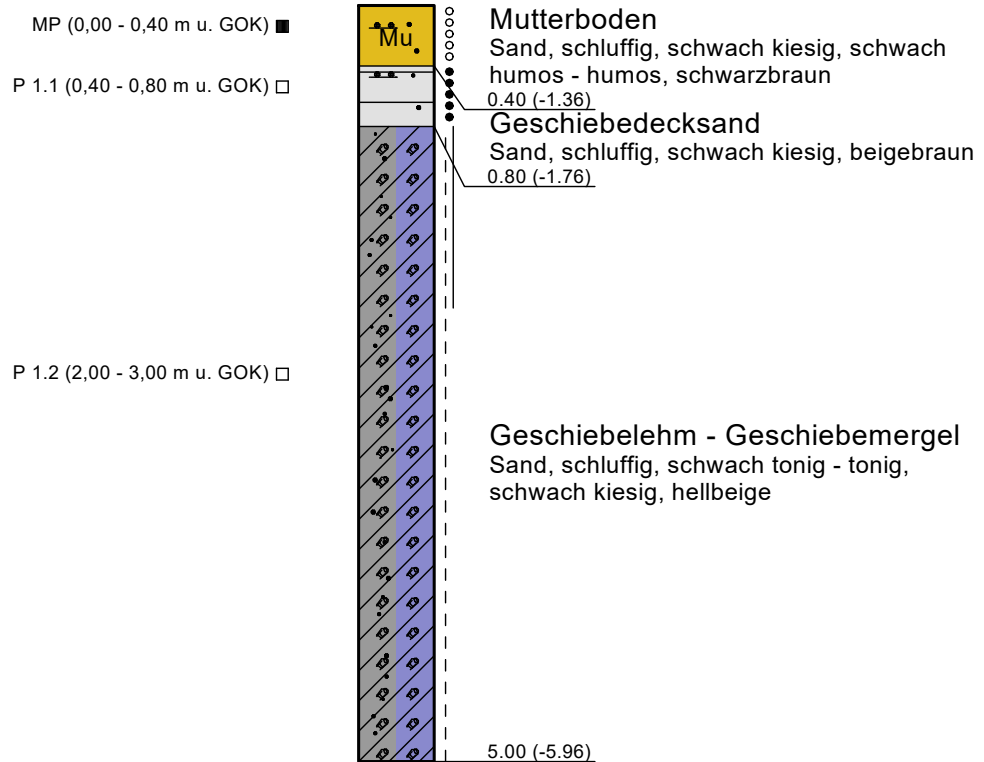 MP (0,00 - 0,40 m u. GOK)
Mu
Mutterboden
Sand, schluffig, schwach kiesig, schwach
humos - humos, schwarzbraun
0.40 (-1.36)
P 1.1 (0,40 - 0,80 m u. GOK)
Geschiebedecksand
Sand, schluffig, schwach kiesig, beigebraun
0.80 (-1.76)
P 1.2 (2,00 - 3,00 m u. GOK)
Geschiebelehm - Geschiebemergel
Sand, schluffig, schwach tonig - tonig,
schwach kiesig, hellbeige
5.00 (-5.96)